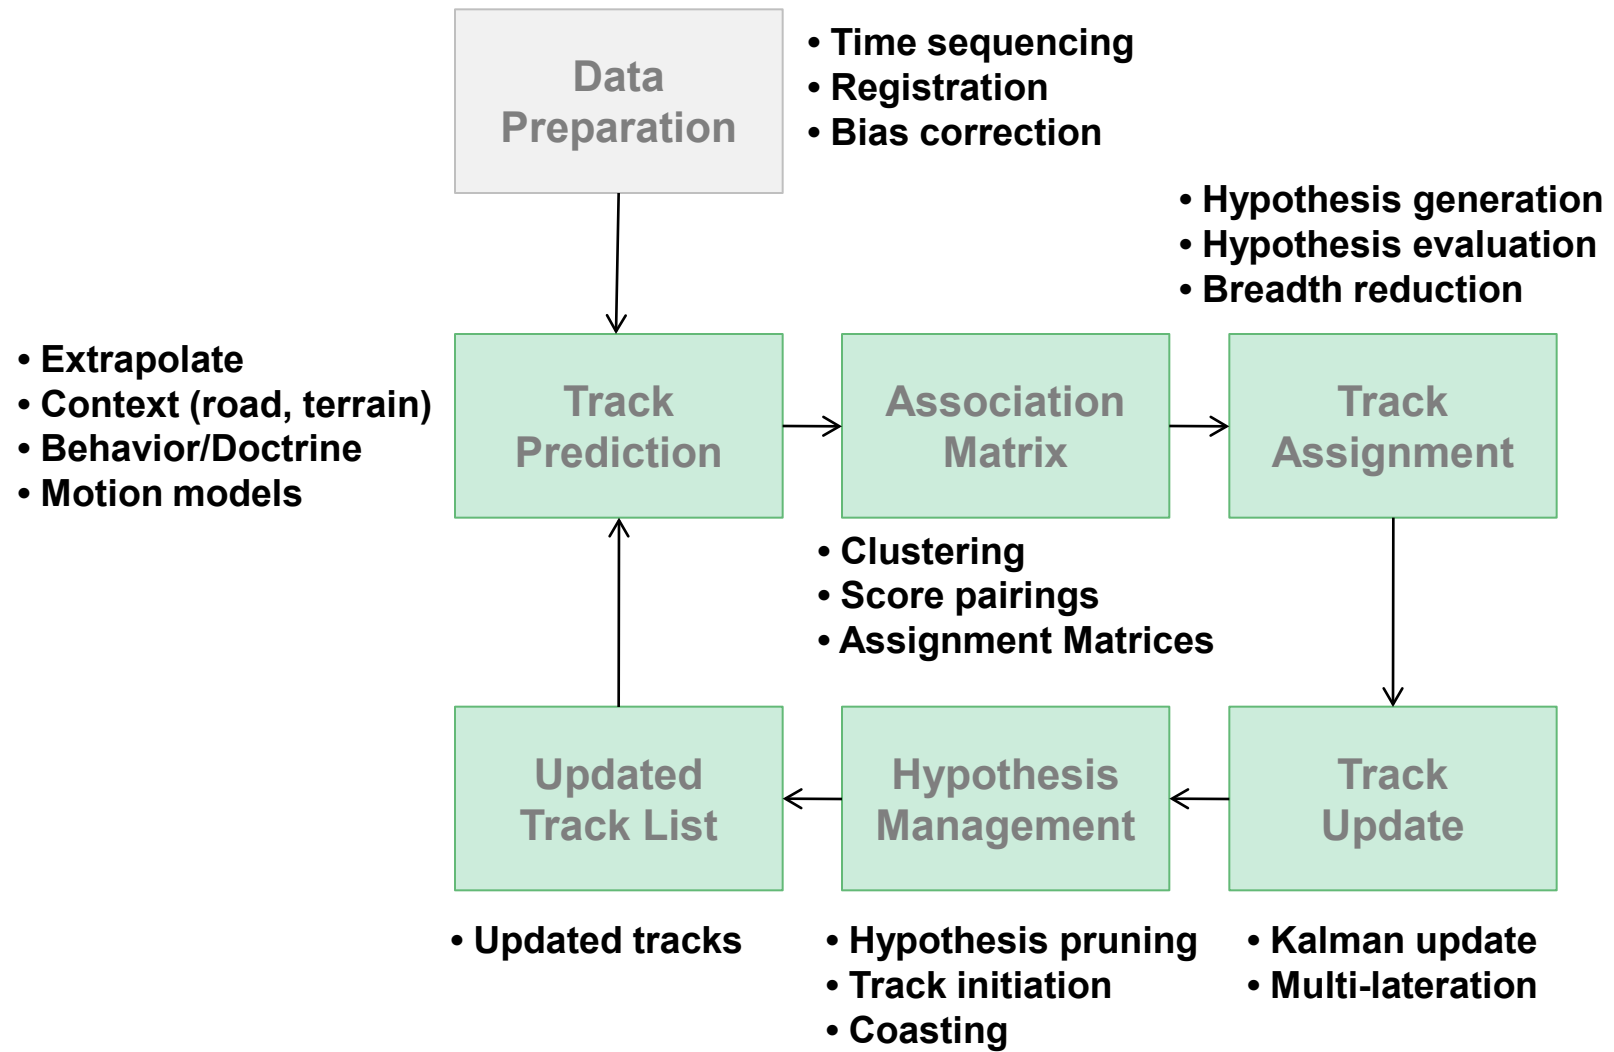 Data
Preparation
• Time sequencing
• Registration
• Bias correction
• Hypothesis generation
• Hypothesis evaluation
• Breadth reduction
• Extrapolate
• Context (road, terrain)
• Behavior/Doctrine
• Motion models
Track
Prediction
Association
Matrix
Track
Assignment
• Clustering
• Score pairings
• Assignment Matrices
Updated
Track List
Hypothesis
Management
Track
Update
• Updated tracks
• Hypothesis pruning
• Track initiation
• Coasting
• Kalman update
• Multi-lateration